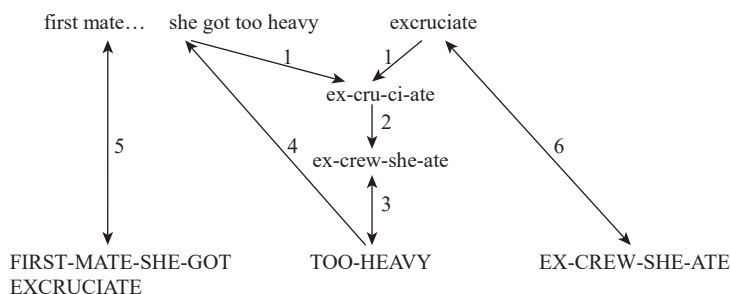 first mate… she got too heavy excruciate
1 1
ex-cru-ci-ate
2
ex-crew-she-ate
5 4 6
3
FIRST-MATE-SHE-GOT TOO-HEAVY EX-CREW-SHE-ATE
EXCRUCIATE